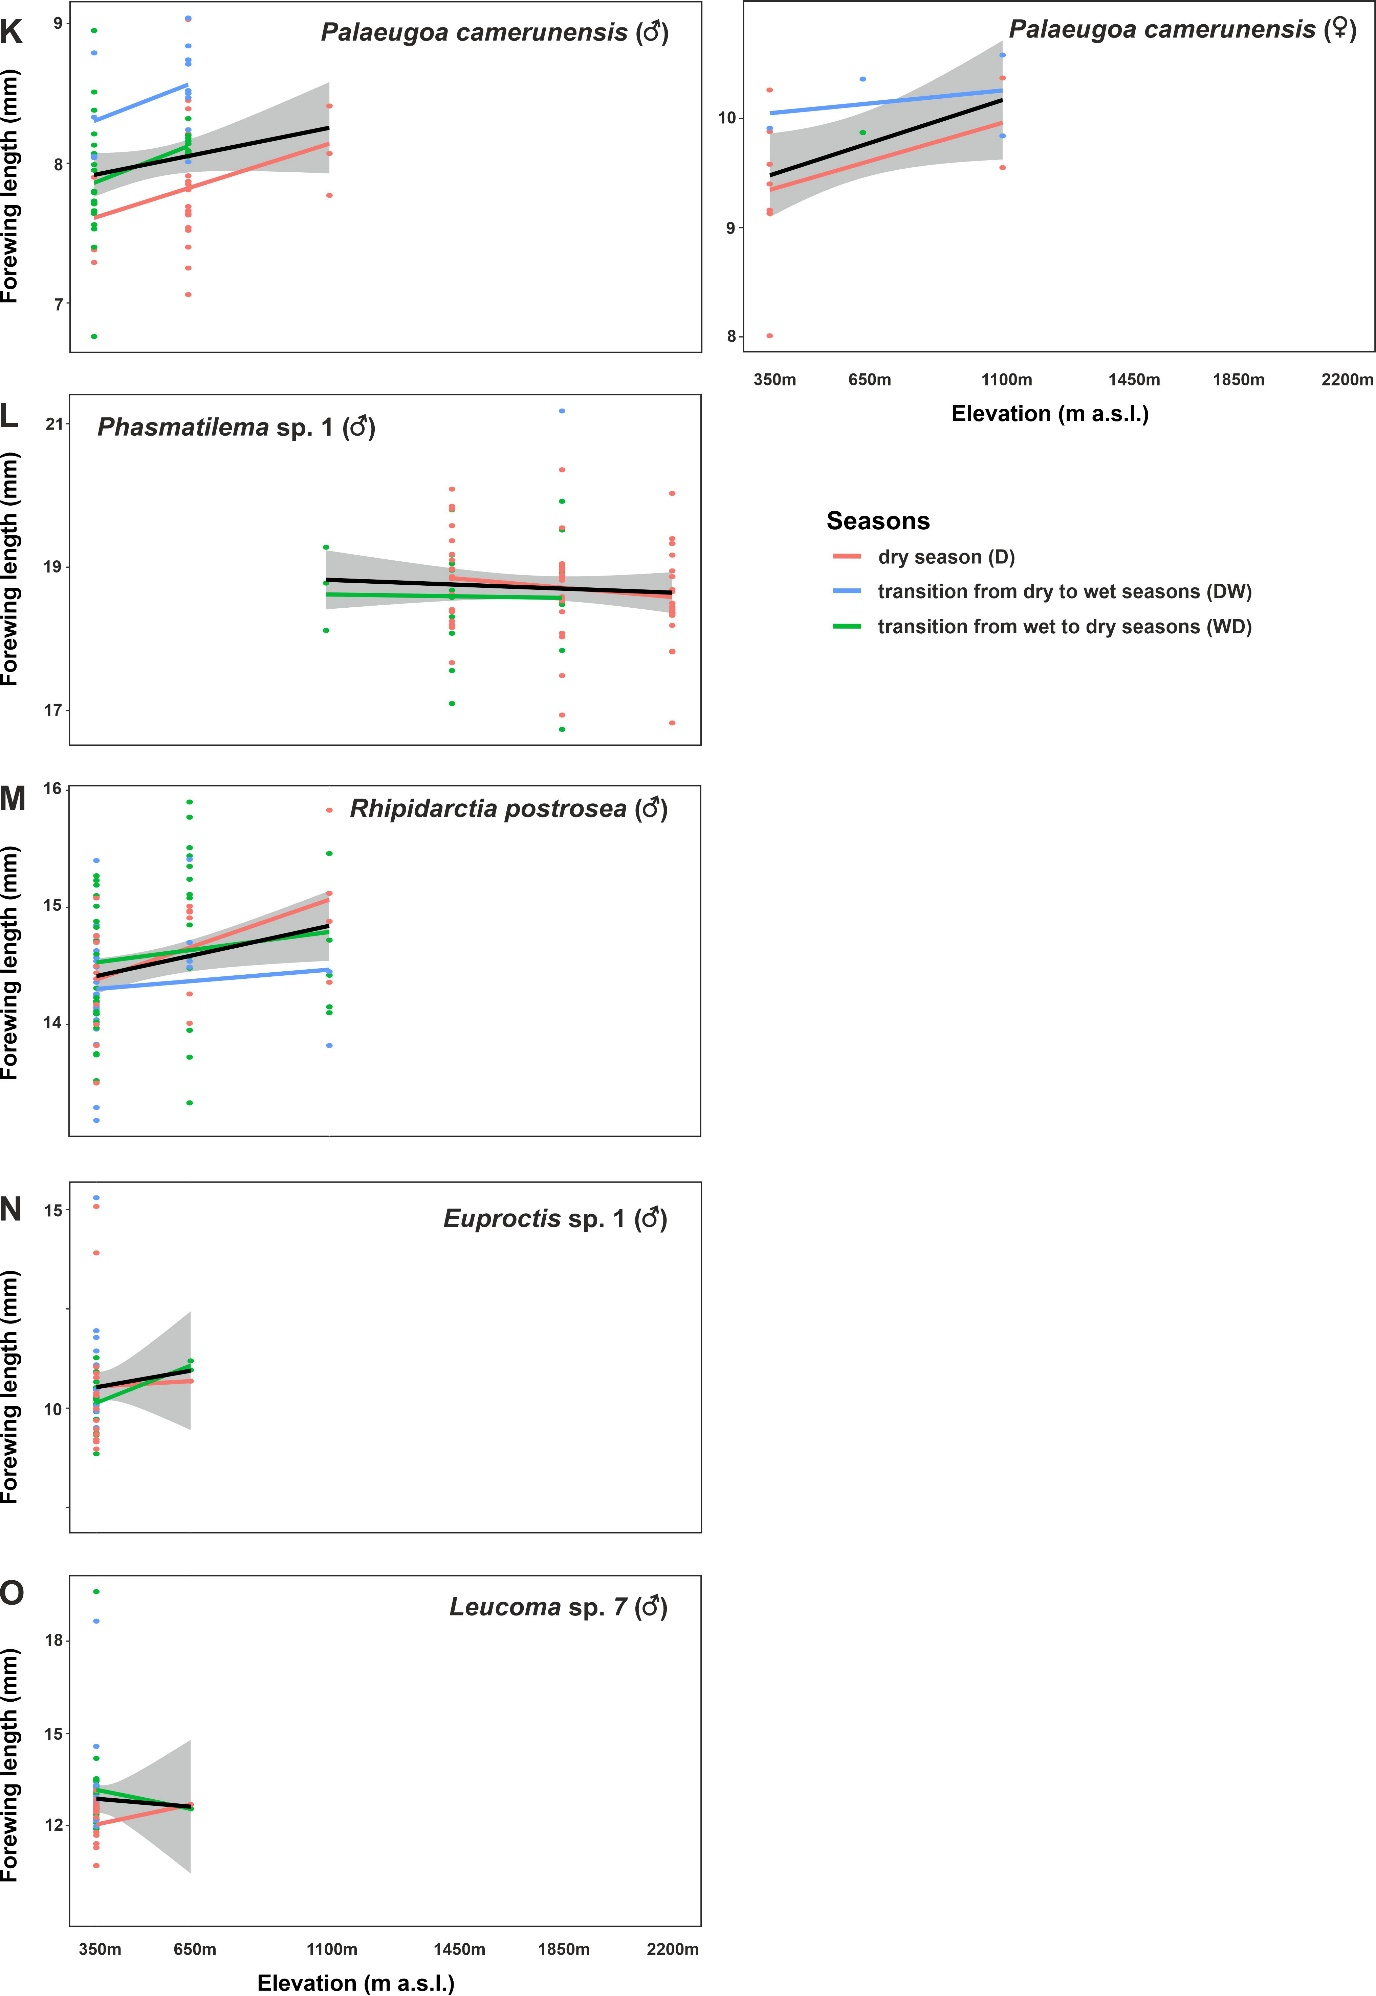 K
Palaeugoa camerunensis (♂)
Forewing length (mm)
9
8
7
Palaeugoa camerunensis (♀)
10
9
8
350m 650m 1100m 1450m 1850m 2200m
Elevation (m a.s.l.)
L
Phasmatilema sp. 1 (♂)
Forewing length (mm)
21
19
17
Seasons
dry season (D)
transition from dry to wet seasons (DW)
transition from wet to dry seasons (WD)
M
Rhipidarctia postrosea (♂)
Forewing length (mm)
16
15
14
N
Euproctis sp. 1 (♂)
Forewing length (mm)
15
10
O
Leucoma sp. 7 (♂)
Forewing length (mm)
18
15
12
350m 650m 1100m 1450m 1850m 2200m
Elevation (m a.s.l.)